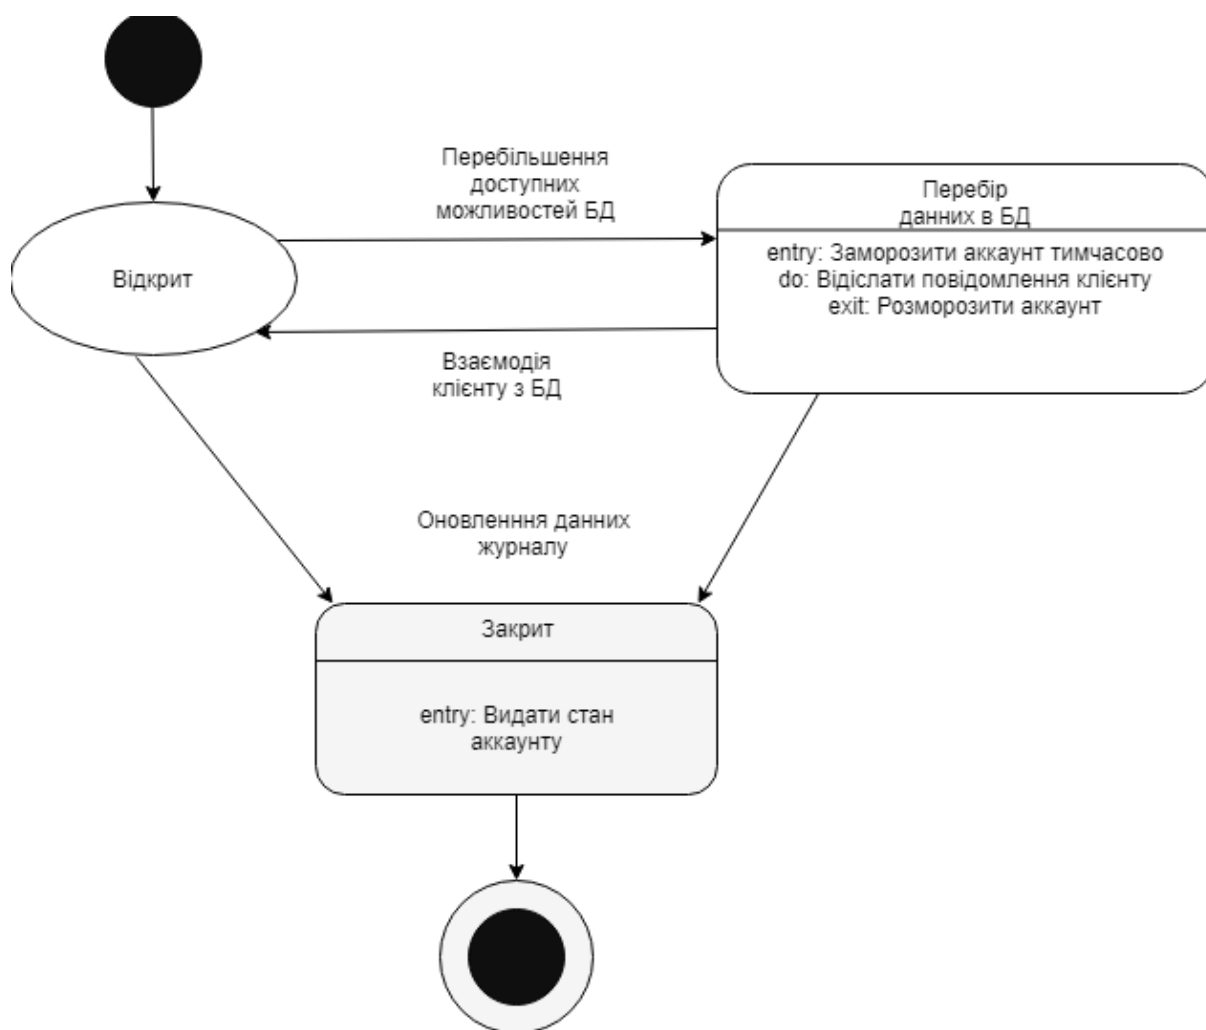 Перебільшення
доступних
можливостей БД
Перебір
данних в БД
entry: Заморозити аккаунт тимчасово
do: Відіслати повідомлення клієнту
exit: Розморозити аккаунт
Відкрит
Взаємодія
клієнту з БД
Оновленння данних
журналу
Закрит
entry: Видати стан
аккаунту